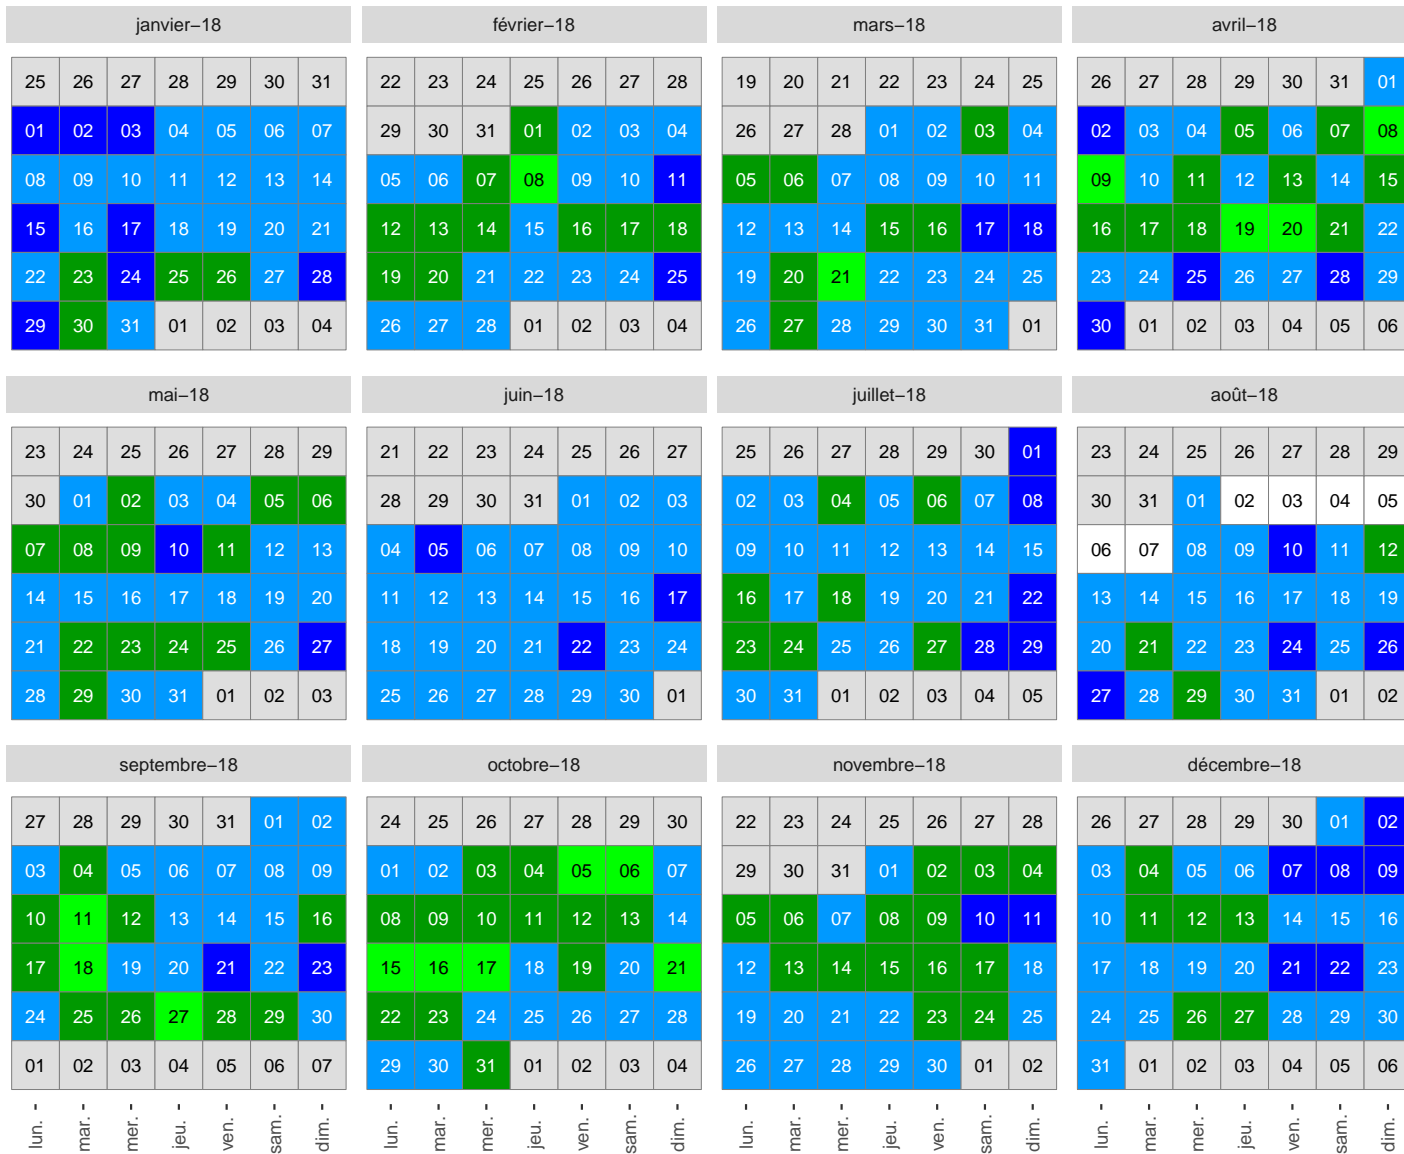 janvier–18 février–18 mars–18 avril–18
25 26 27 28 29 30 31 22 23 24 25 26 27 28 19 20 21 22 23 24 25 26 27 28 29 30 31 01
01 02 03 04 05 06 07 29 30 31 01 02 03 04 26 27 28 01 02 03 04 02 03 04 05 06 07 08
08 09 10 11 12 13 14 05 06 07 08 09 10 11 05 06 07 08 09 10 11 09 10 11 12 13 14 15
15 16 17 18 19 20 21 12 13 14 15 16 17 18 12 13 14 15 16 17 18 16 17 18 19 20 21 22
22 23 24 25 26 27 28 19 20 21 22 23 24 25 19 20 21 22 23 24 25 23 24 25 26 27 28 29
29 30 31 01 02 03 04 26 27 28 01 02 03 04 26 27 28 29 30 31 01 30 01 02 03 04 05 06
mai–18 juin–18 juillet–18 août–18
23 24 25 26 27 28 29 21 22 23 24 25 26 27 25 26 27 28 29 30 01 23 24 25 26 27 28 29
30 01 02 03 04 05 06 28 29 30 31 01 02 03 02 03 04 05 06 07 08 30 31 01 02 03 04 05
07 08 09 10 11 12 13 04 05 06 07 08 09 10 09 10 11 12 13 14 15 06 07 08 09 10 11 12
14 15 16 17 18 19 20 11 12 13 14 15 16 17 16 17 18 19 20 21 22 13 14 15 16 17 18 19
21 22 23 24 25 26 27 18 19 20 21 22 23 24 23 24 25 26 27 28 29 20 21 22 23 24 25 26
28 29 30 31 01 02 03 25 26 27 28 29 30 01 30 31 01 02 03 04 05 27 28 29 30 31 01 02
septembre–18 octobre–18 novembre–18 décembre–18
27 28 29 30 31 01 02 24 25 26 27 28 29 30 22 23 24 25 26 27 28 26 27 28 29 30 01 02
03 04 05 06 07 08 09 01 02 03 04 05 06 07 29 30 31 01 02 03 04 03 04 05 06 07 08 09
10 11 12 13 14 15 16 08 09 10 11 12 13 14 05 06 07 08 09 10 11 10 11 12 13 14 15 16
17 18 19 20 21 22 23 15 16 17 18 19 20 21 12 13 14 15 16 17 18 17 18 19 20 21 22 23
24 25 26 27 28 29 30 22 23 24 25 26 27 28 19 20 21 22 23 24 25 24 25 26 27 28 29 30
01 02 03 04 05 06 07 29 30 31 01 02 03 04 26 27 28 29 30 01 02 31 01 02 03 04 05 06
lun. mar. mer. jeu. ven. sam. dim. lun. mar. mer. jeu. ven. sam. dim. lun. mar. mer. jeu. ven. sam. dim. lun. mar. mer. jeu. ven. sam. dim.